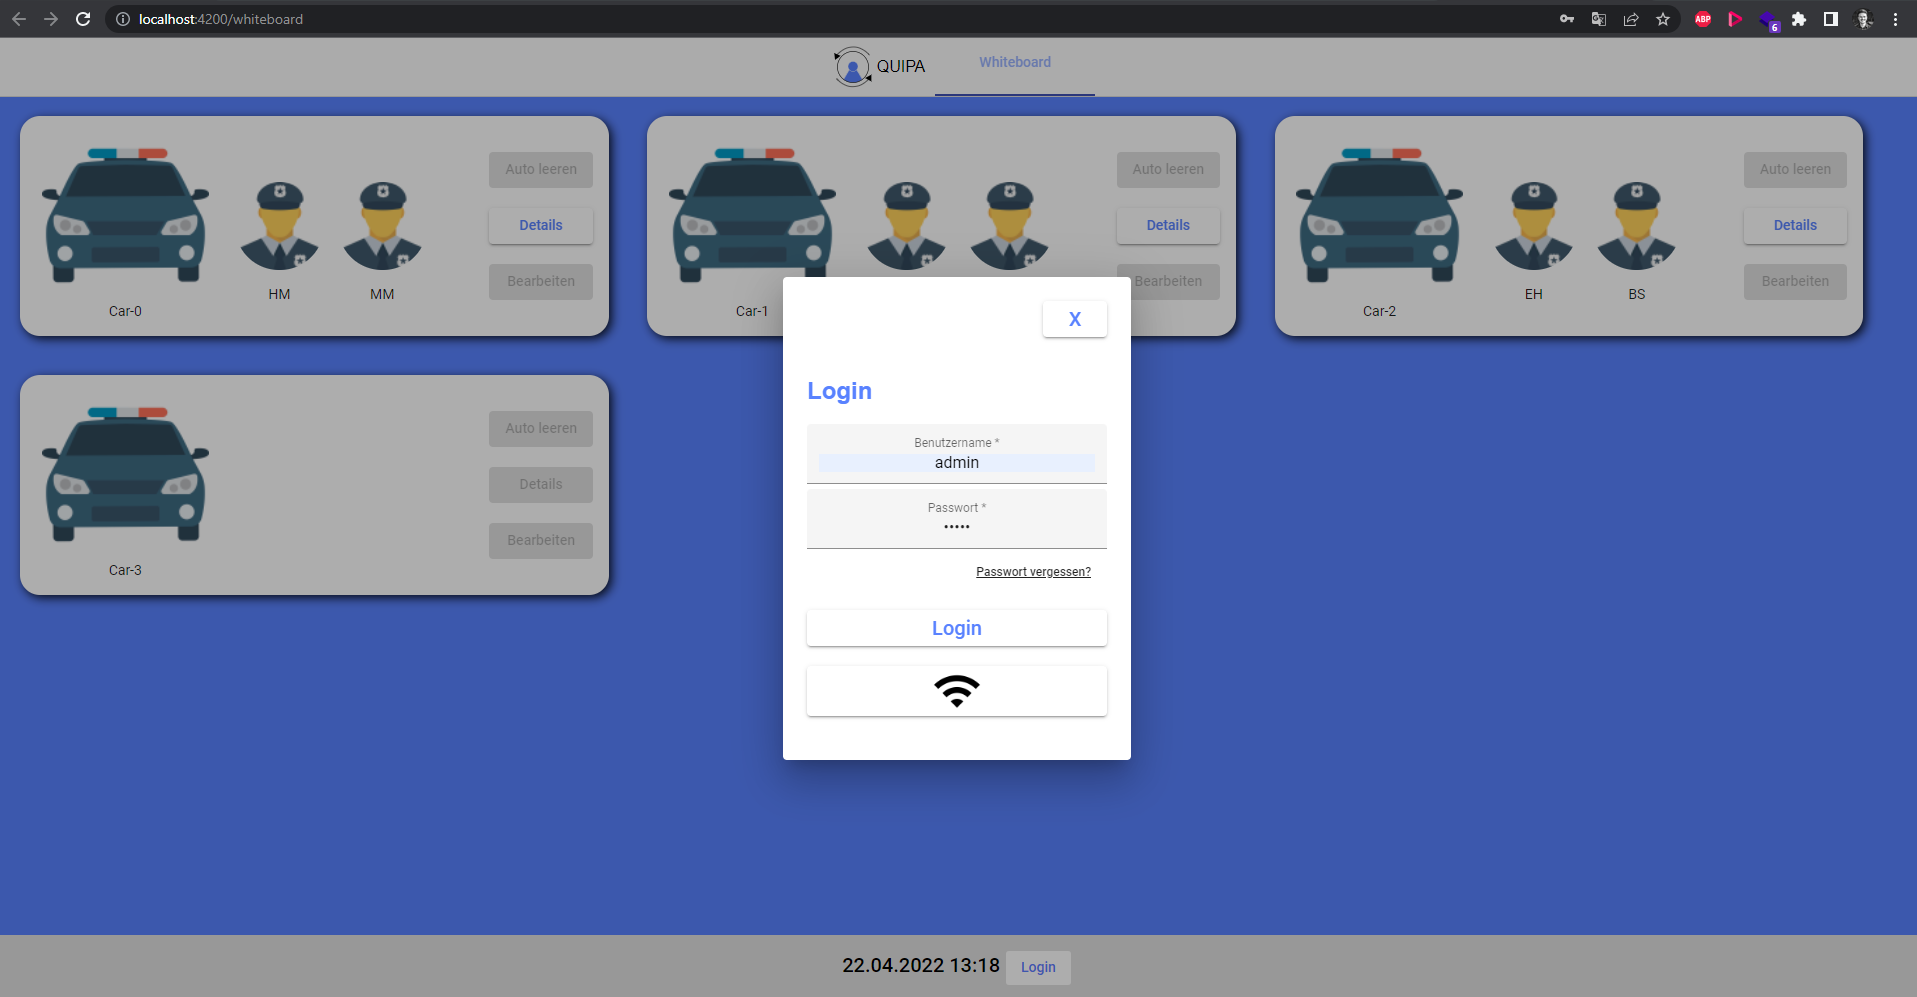 localhost:4200/whiteboard
ABP
6
QUIPA
Whiteboard
Auto leeren
Details
Bearbeiten
HM
MM
Car-0
Auto leeren
Details
Bearbeiten
Car-1
Auto leeren
Details
Bearbeiten
EH
BS
Car-2
Auto leeren
Details
Bearbeiten
Car-3
X
Login
Benutzername *
admin
Passwort *
•••••
Passwort vergessen?
Login
22.04.2022 13:18
Login